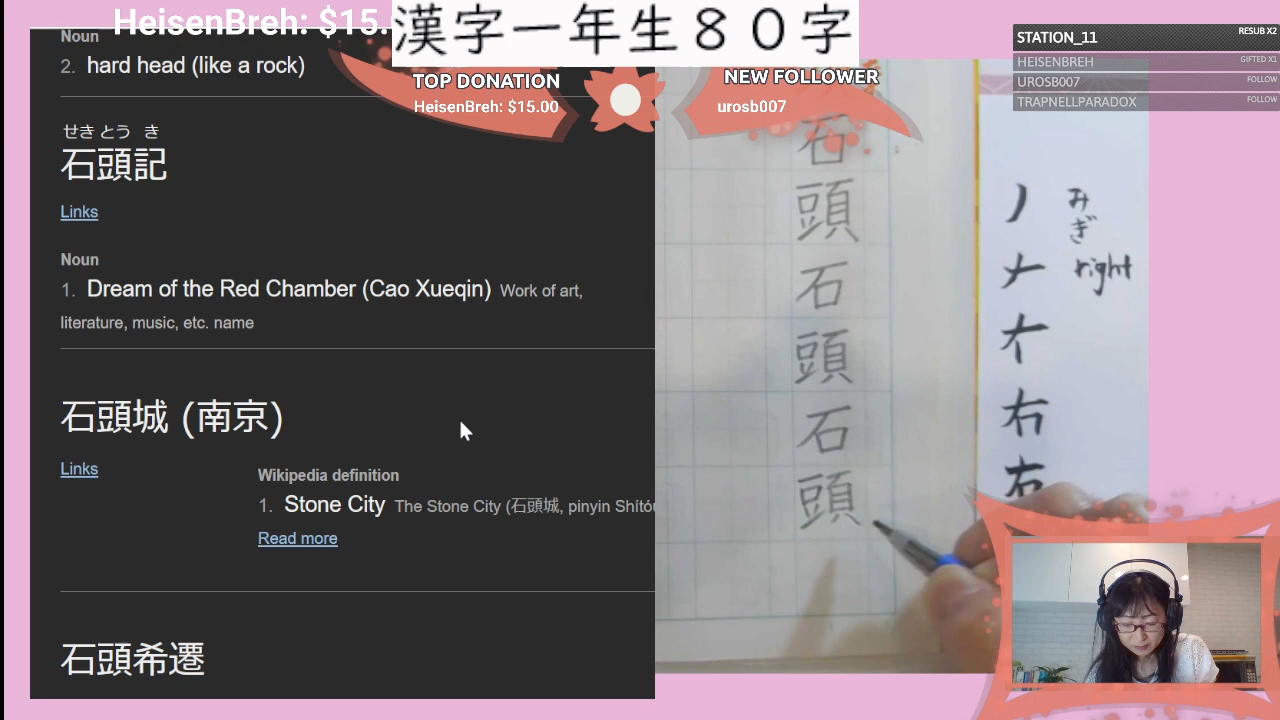 HeisenBreh: $15.
漢字一年生８０字
Noun
2. hard head (like a rock)
せき とう き
石頭記
Links
Noun
1. Dream of the Red Chamber (Cao Xueqin) Work of art,
literature, music, etc. name
石頭城 (南京)
Links
Wikipedia definition
1. Stone City The Stone City (石頭城, pinyin Shítóu
Read more
石頭希遷
TOP DONATION
HeisenBreh: $15.00
NEW FOLLOWER
urosb007
STATION_11 RESUB X2
HEISENBREH GIFTED X1
UROSB007 FOLLOW
TRAPNELLPARADOX FOLLOW
石
頭
石
頭
石
頭
みぎ
right
右
右